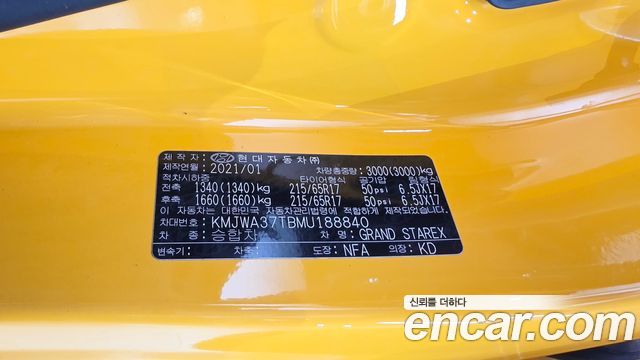 제작자: 현대자동차㈜
제작연월: 2021/01 차량총중량: 3000(3000)kg
적차시하중 타이어형식 공기압 림형식
전축 1340(1340)kg 215/65R17 50psi 6.5JX17
후축 1660(1660)kg 215/65R17 50psi 6.5JX17
이 자동차는 대한민국 자동차관리법령에 적합하게 제작되었습니다.
차대번호: KMJWA37TBMU188840
차종: 승합차 차명: GRAND STAREX
변속기: 차축: 도장: NFA 의장: KD
신뢰를 더하다
encar.com